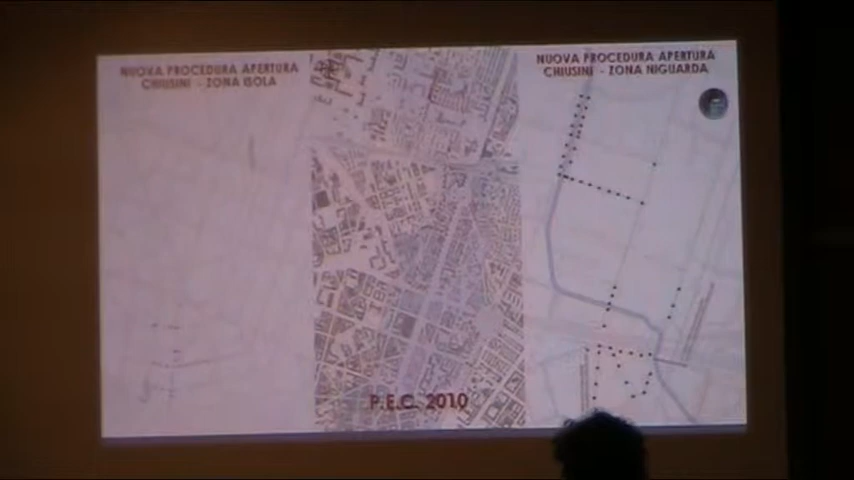 NUOVA PROCEDURA APERTURA
CHIUSINI - ZONA ISOLA
NUOVA PROCEDURA APERTURA
CHIUSINI - ZONA NIGUARDA
P.E.C. 2010